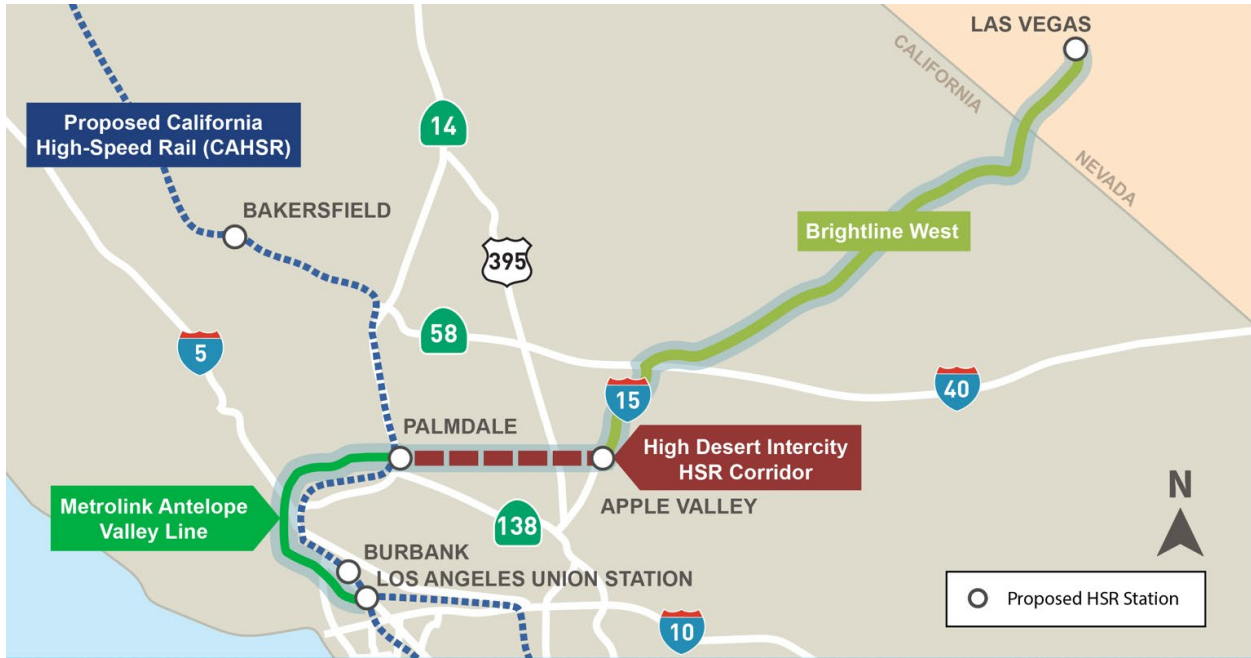 LAS VEGAS
CALIFORNIA
NEVADA
Proposed California
High-Speed Rail (CAHSR)
14
BAKERSFIELD
395
Brightline West
5
58
15
40
PALMDALE
High Desert Intercity
HSR Corridor
APPLE VALLEY
Metrolink Antelope
Valley Line
138
N
BURBANK
LOS ANGELES UNION STATION
Proposed HSR Station
10